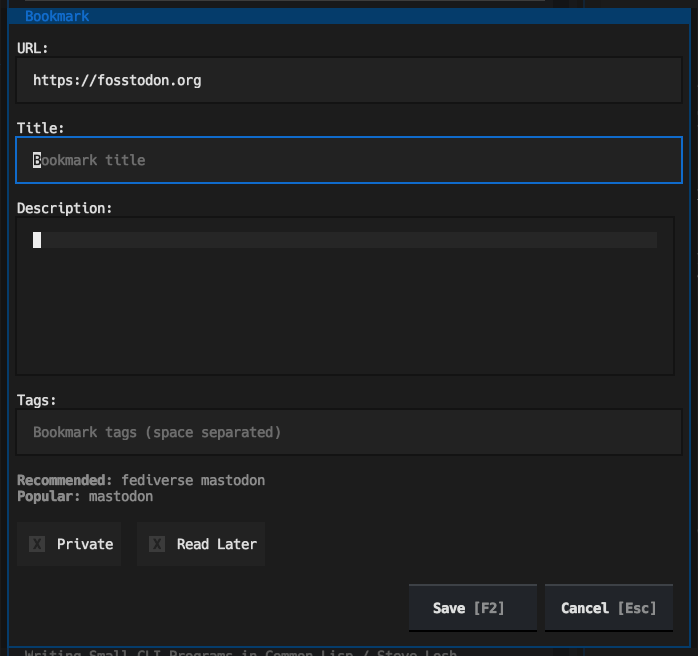 Bookmark
URL:
https://fosstodon.org
Title:
Bookmark title
Description:
Tags:
Bookmark tags (space separated)
Recommended: fediverse mastodon
Popular: mastodon
X Private X Read Later
Save [F2] Cancel [Esc]
Writing Small CLI Programs in Common Lisp / Steve Losh